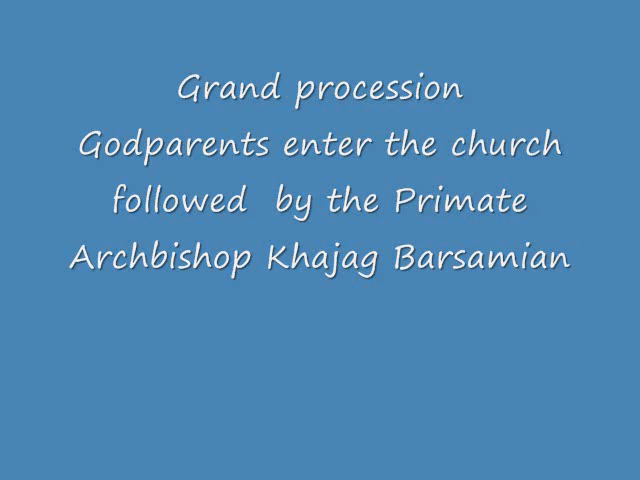 Grand procession
Godparents enter the church
followed by the Primate
Archbishop Khajag Barsamian